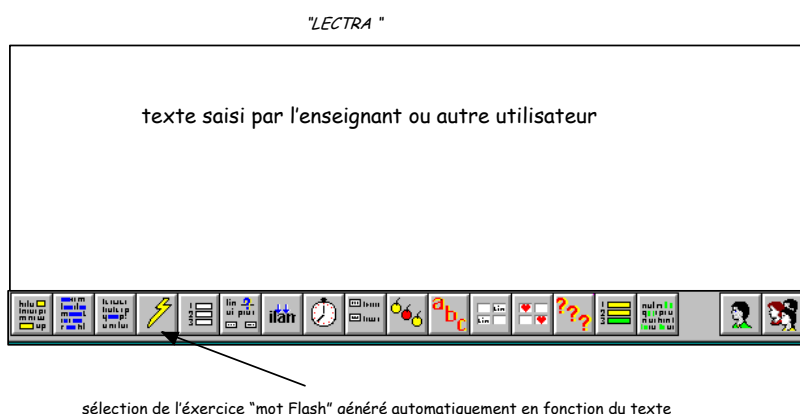 "LECTRA "
texte saisi par l'enseignant ou autre utilisateur
a b c
???
sélection de l'éxercice "mot Flash" généré automatiquement en fonction du texte